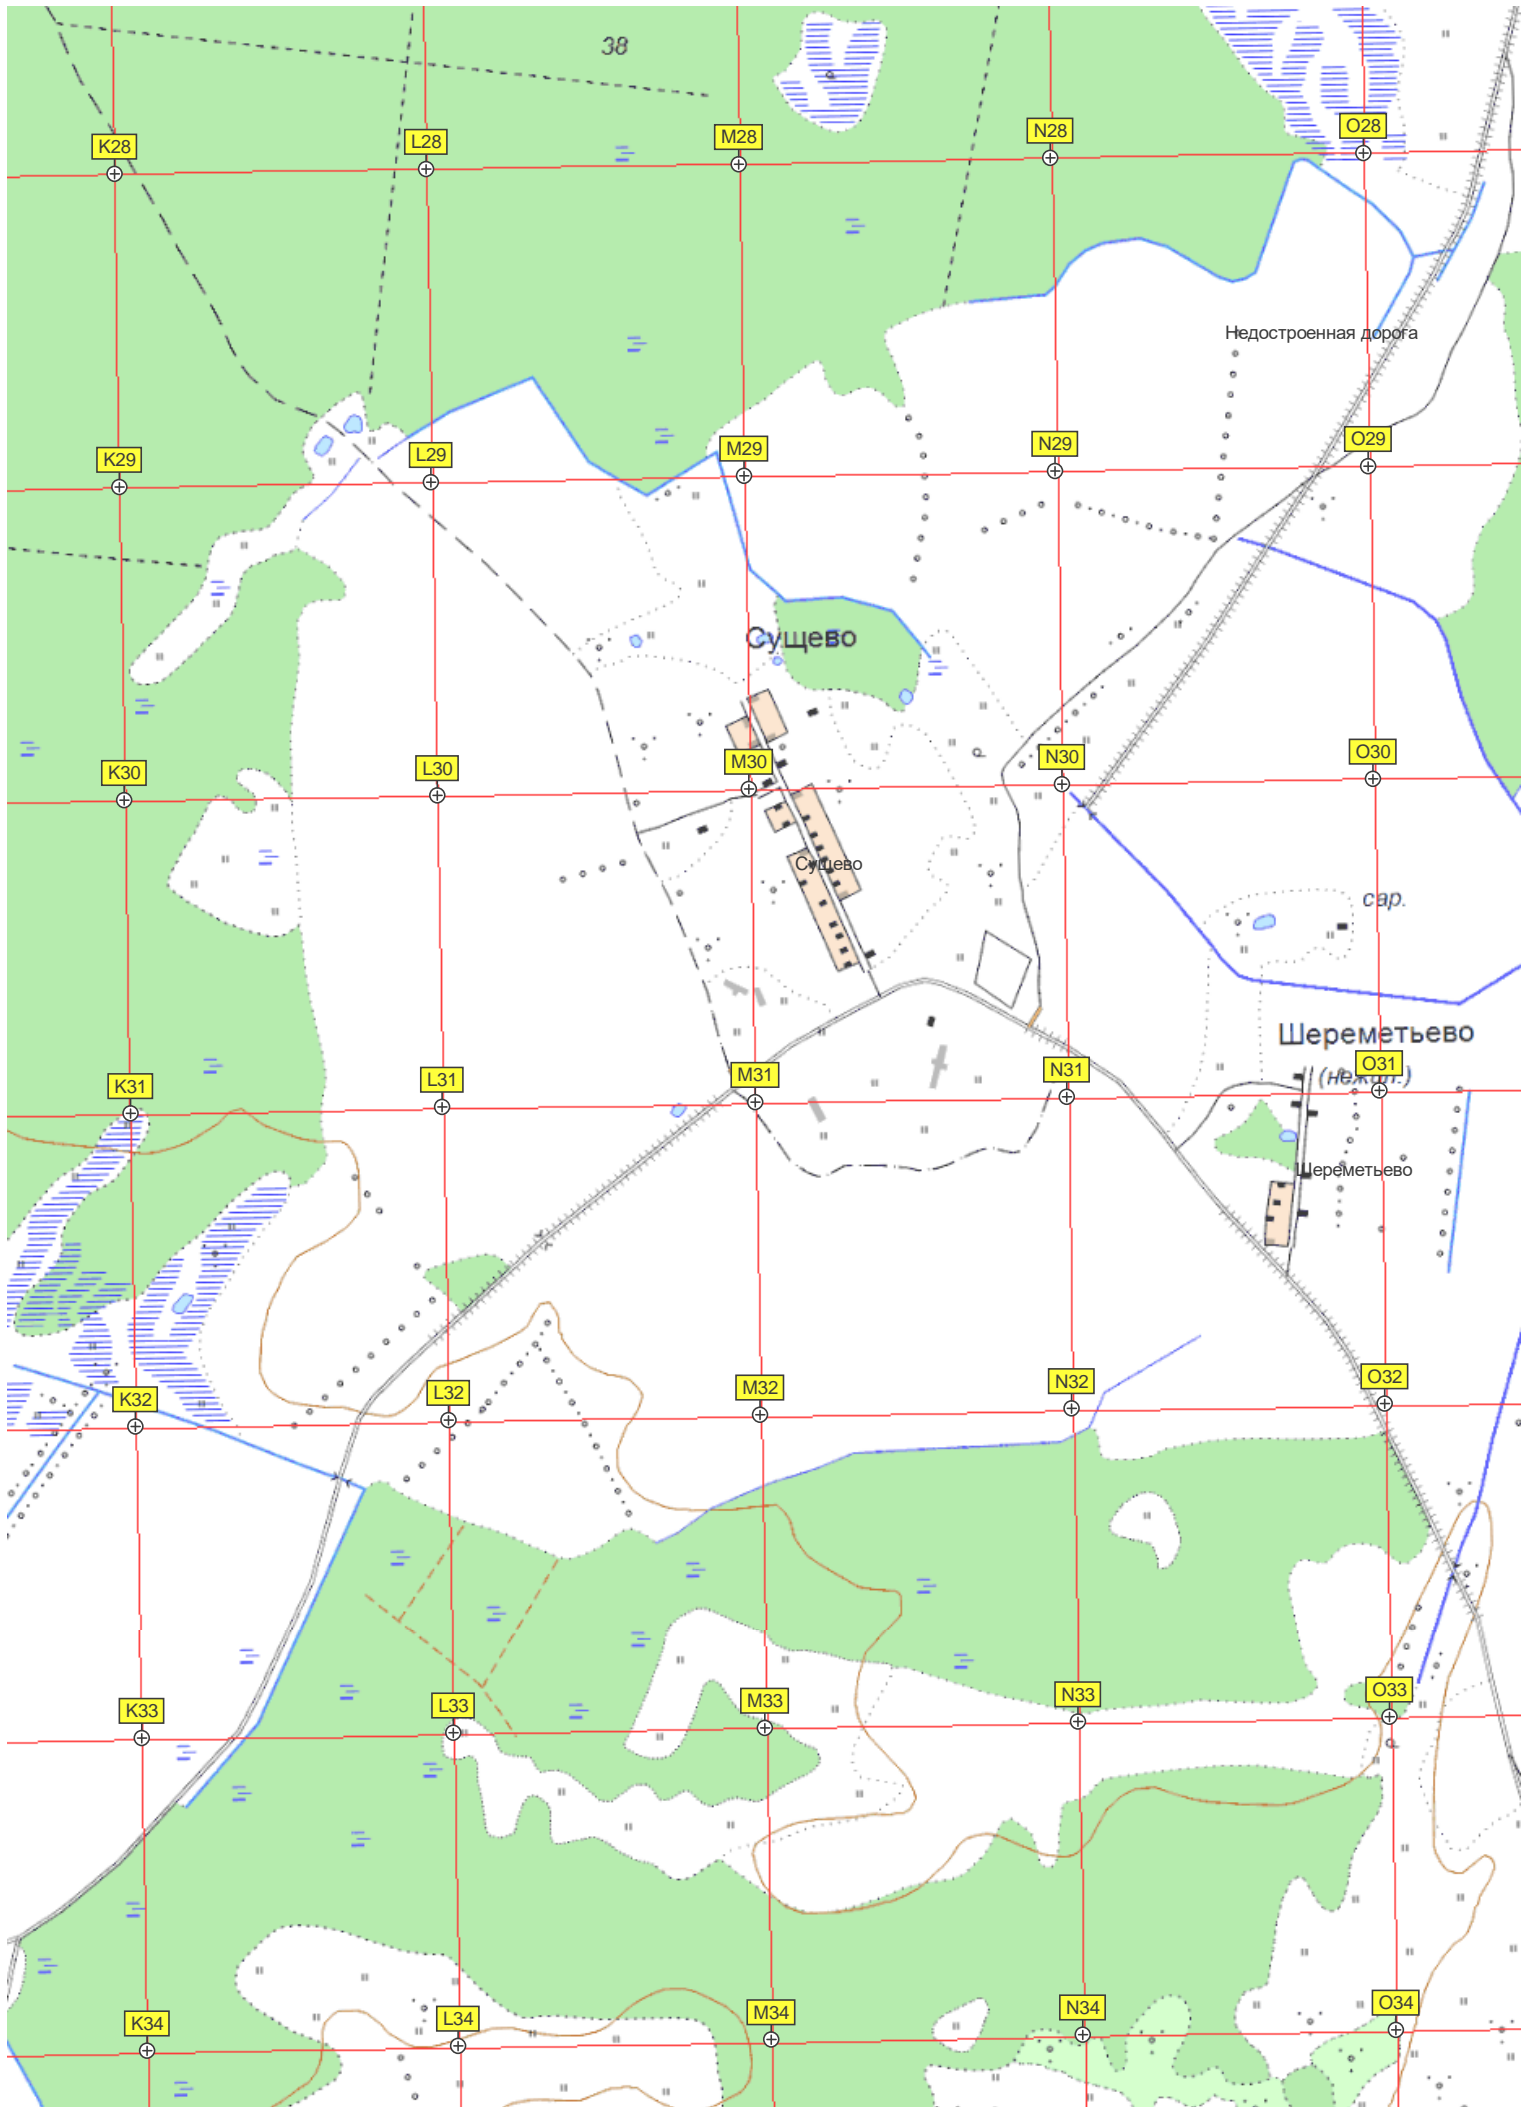 38
K28 L28 M28 N28 O28
Недостроенная дорога
K29 L29 M29 N29 O29
Сущево
K30 L30 M30 N30 O30
Сущево
сар.
Шереметьево
K31 L31 M31 N31 O31
Шереметьево
K32 L32 M32 N32 O32
K33 L33 M33 N33 O33
K34 L34 M34 N34 O34